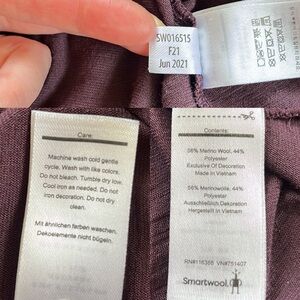 SW016515
F21
Jun 2021
Care:
Machine wash cold gentle
cycle. Wash with like colors.
Do not bleach. Tumble dry low.
Cool iron as needed. Do not
iron decoration. Do not dry
clean.
Mit ähnlichen farben waschen.
Dekoelemente nicht bügeln.
Contents:
56% Merino Wool, 44%
Polyester
Exclusive Of Decoration
Made in Vietnam
56% Merinowolle, 44%
Polyester
Ausschließlich Dekoration
Hergestellt in Vietnam
RN#116388 VN#751407
Smartwool